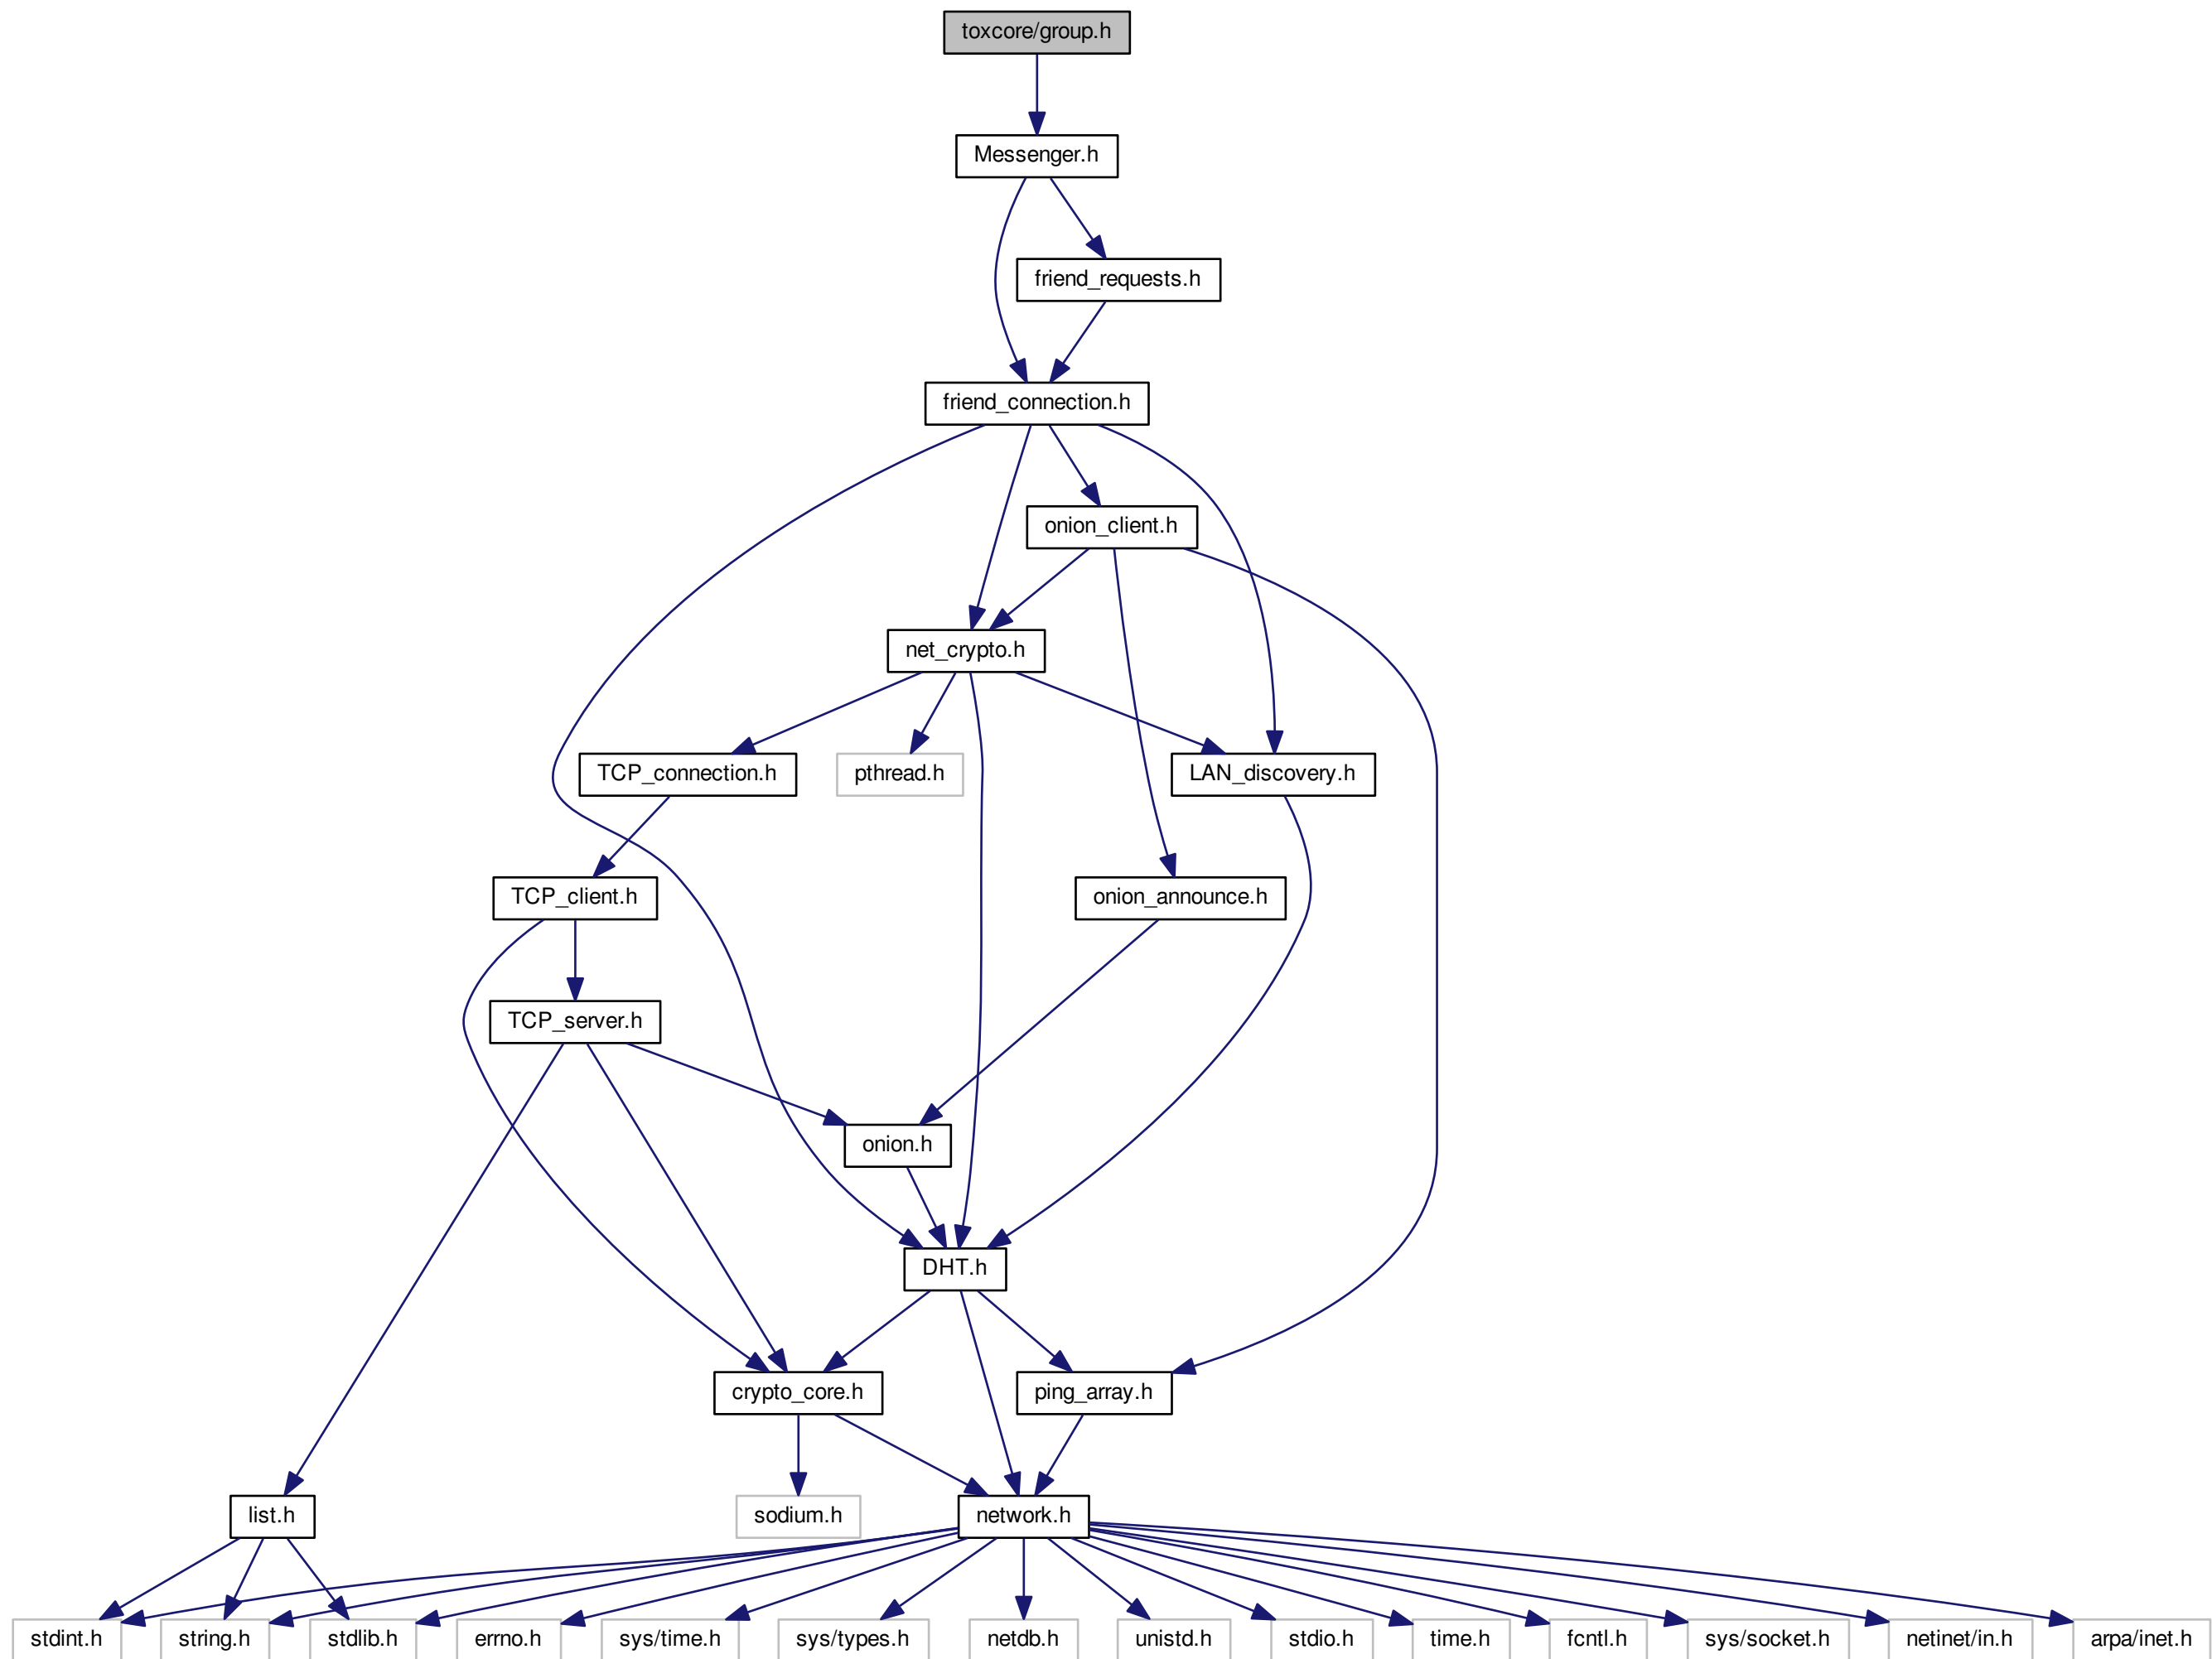 toxcore/group.h
Messenger.h
friend_requests.h
friend_connection.h
onion_client.h
net_crypto.h
TCP_connection.h
pthread.h
LAN_discovery.h
TCP_client.h
onion_announce.h
TCP_server.h
onion.h
DHT.h
crypto_core.h
ping_array.h
list.h
sodium.h
network.h
stdint.h
string.h
stdlib.h
errno.h
sys/time.h
sys/types.h
netdb.h
unistd.h
stdio.h
time.h
fcntl.h
sys/socket.h
netinet/in.h
arpa/inet.h